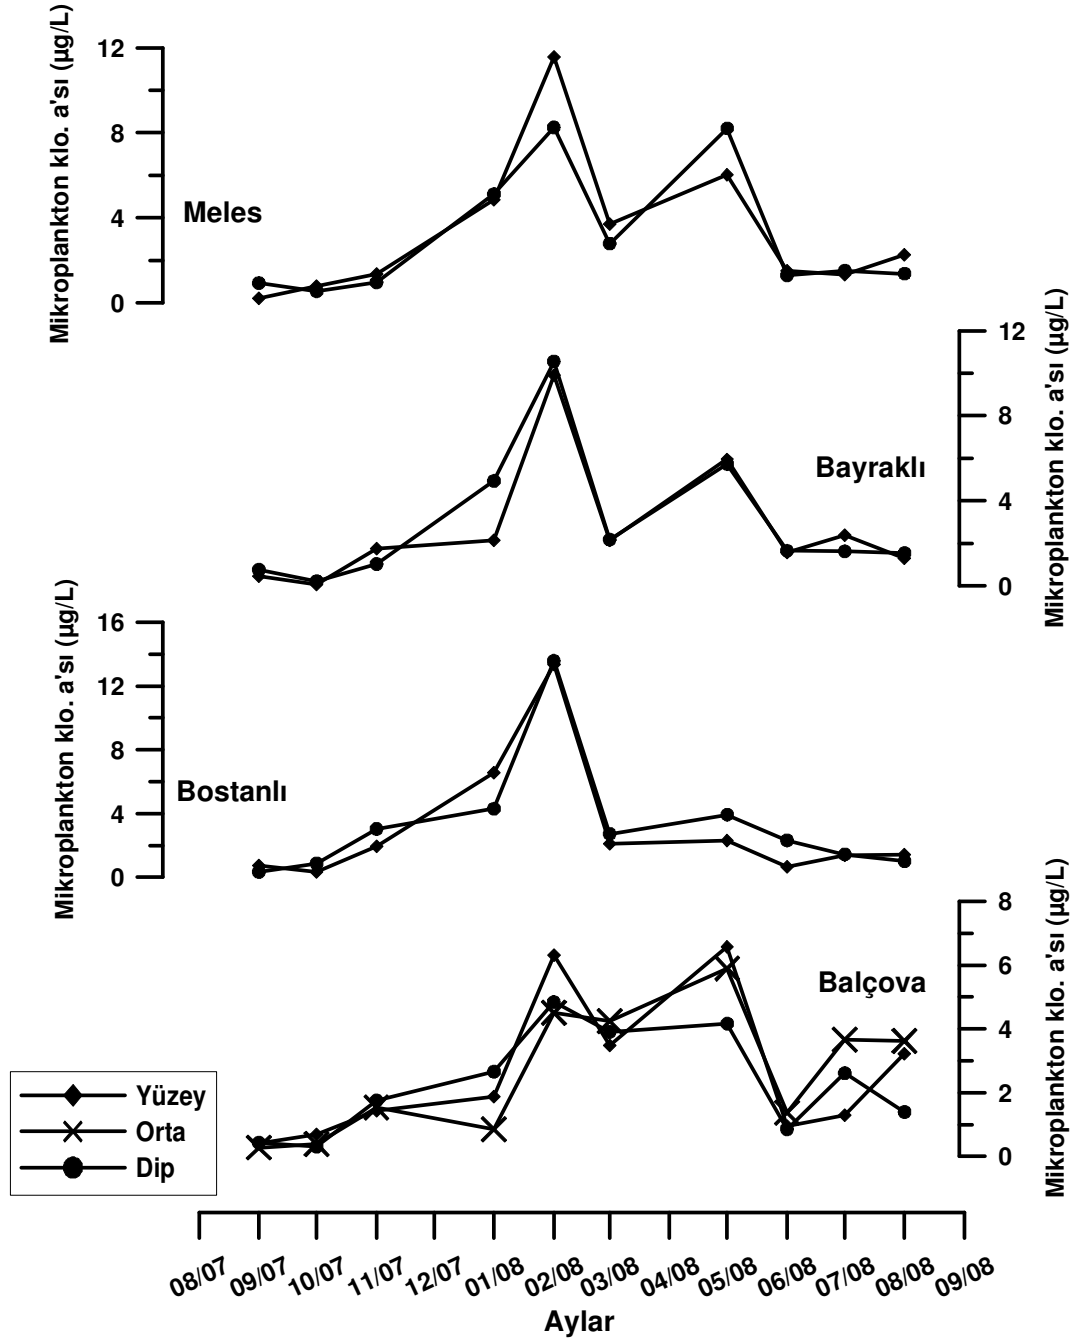 Mikroplankton klo. a'sı (µg/L)
12
8
4
0
Meles
Mikroplankton klo. a'sı (µg/L)
12
8
4
0
Bayraklı
Mikroplankton klo. a'sı (µg/L)
16
12
8
4
0
Bostanlı
Mikroplankton klo. a'sı (µg/L)
8
6
4
2
0
Balçova
Yüzey
Orta
Dip
08/07 09/07 10/07 11/07 12/07 01/08 02/08 03/08 04/08 05/08 06/08 07/08 08/08 09/08
Aylar